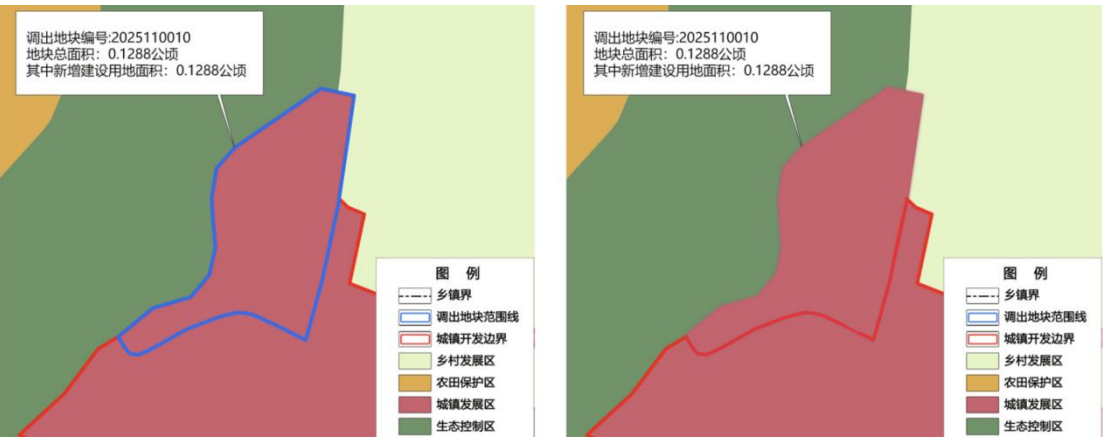 调出地块编号:2025110010
地块总面积：0.1288公顷
其中新增建设用地面积：0.1288公顷
图 例
乡镇界
调出地块范围线
城镇开发边界
乡村发展区
农田保护区
城镇发展区
生态控制区
调出地块编号:2025110010
地块总面积：0.1288公顷
其中新增建设用地面积：0.1288公顷
图 例
乡镇界
调出地块范围线
城镇开发边界
乡村发展区
农田保护区
城镇发展区
生态控制区